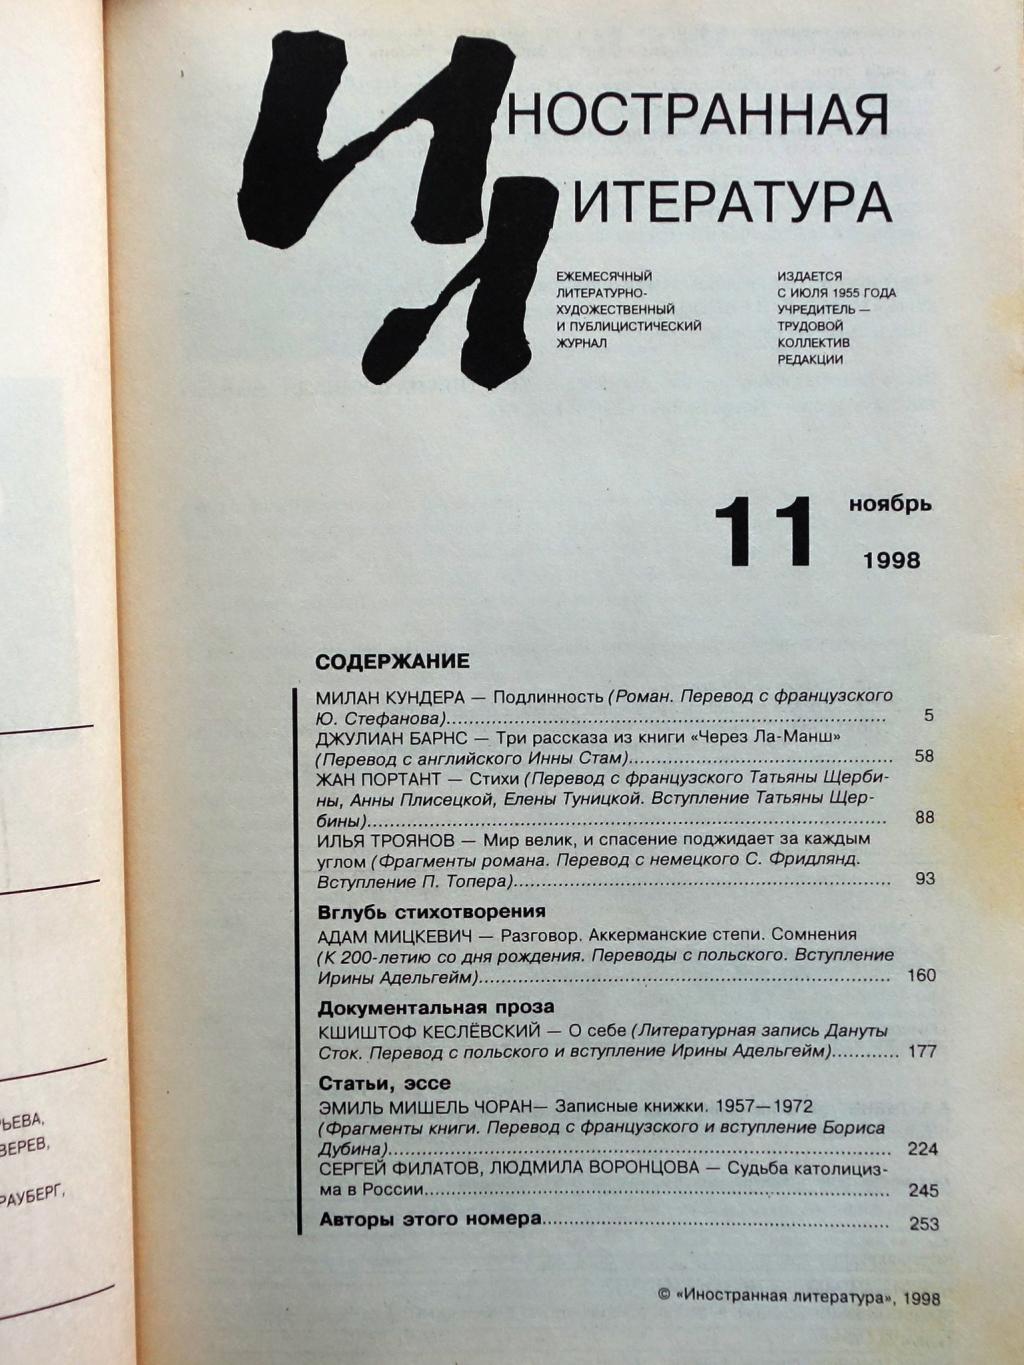 ИНОСТРАННАЯ
ЛИТЕРАТУРА
ЕЖЕМЕСЯЧНЫЙ
ЛИТЕРАТУРНО-
ХУДОЖЕСТВЕННЫЙ
И ПУБЛИЦИСТИЧЕСКИЙ
ЖУРНАЛ
ИЗДАЕТСЯ
С ИЮЛЯ 1955 ГОДА
УЧРЕДИТЕЛЬ —
ТРУДОВОЙ
КОЛЛЕКТИВ
РЕДАКЦИИ
11 ноябрь
1998
СОДЕРЖАНИЕ
МИЛАН КУНДЕРА — Подлинность (Роман. Перевод с французского
Ю. Стефанова)........ 5
ДЖУЛИАН БАРНС — Три рассказа из книги «Через Ла-Манш»
(Перевод с английского Инны Стам)........ 58
ЖАН ПОРТАНТ — Стихи (Перевод с французского Татьяны Щерби-
ны, Анны Плисецкой, Елены Туницкой. Вступление Татьяны Щер-
бины)........ 88
ИЛЬЯ ТРОЯНОВ — Мир велик, и спасение поджидает за каждым
углом (Фрагменты романа. Перевод с немецкого С. Фридлянд.
Вступление П. Топера)........ 93
Вглубь стихотворения
АДАМ МИЦКЕВИЧ — Разговор. Аккерманские степи. Сомнения
(К 200-летию со дня рождения. Переводы с польского. Вступление
Ирины Адельгейм)........ 160
Документальная проза
КШИШТОФ КЕСЛЁВСКИЙ — О себе (Литературная запись Дануты
Сток. Перевод с польского и вступление Ирины Адельгейм)........ 177
Статьи, эссе
ЭМИЛЬ МИШЕЛЬ ЧОРАН— Записные книжки. 1957—1972
(Фрагменты книги. Перевод с французского и вступление Бориса
Дубина)........ 224
СЕРГЕЙ ФИЛАТОВ, ЛЮДМИЛА ВОРОНЦОВА — Судьба католициз-
ма в России........ 245
Авторы этого номера........ 253
© «Иностранная литература», 1998
ЬЕВА,
ВЕРЕВ,
РАУБЕРГ,